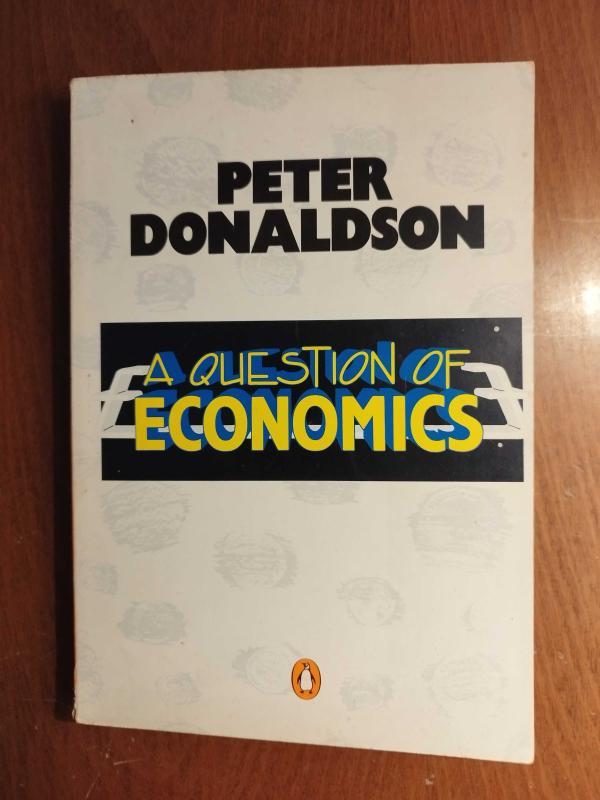 PETER
DONALDSON
A QUESTION OF
ECONOMICS